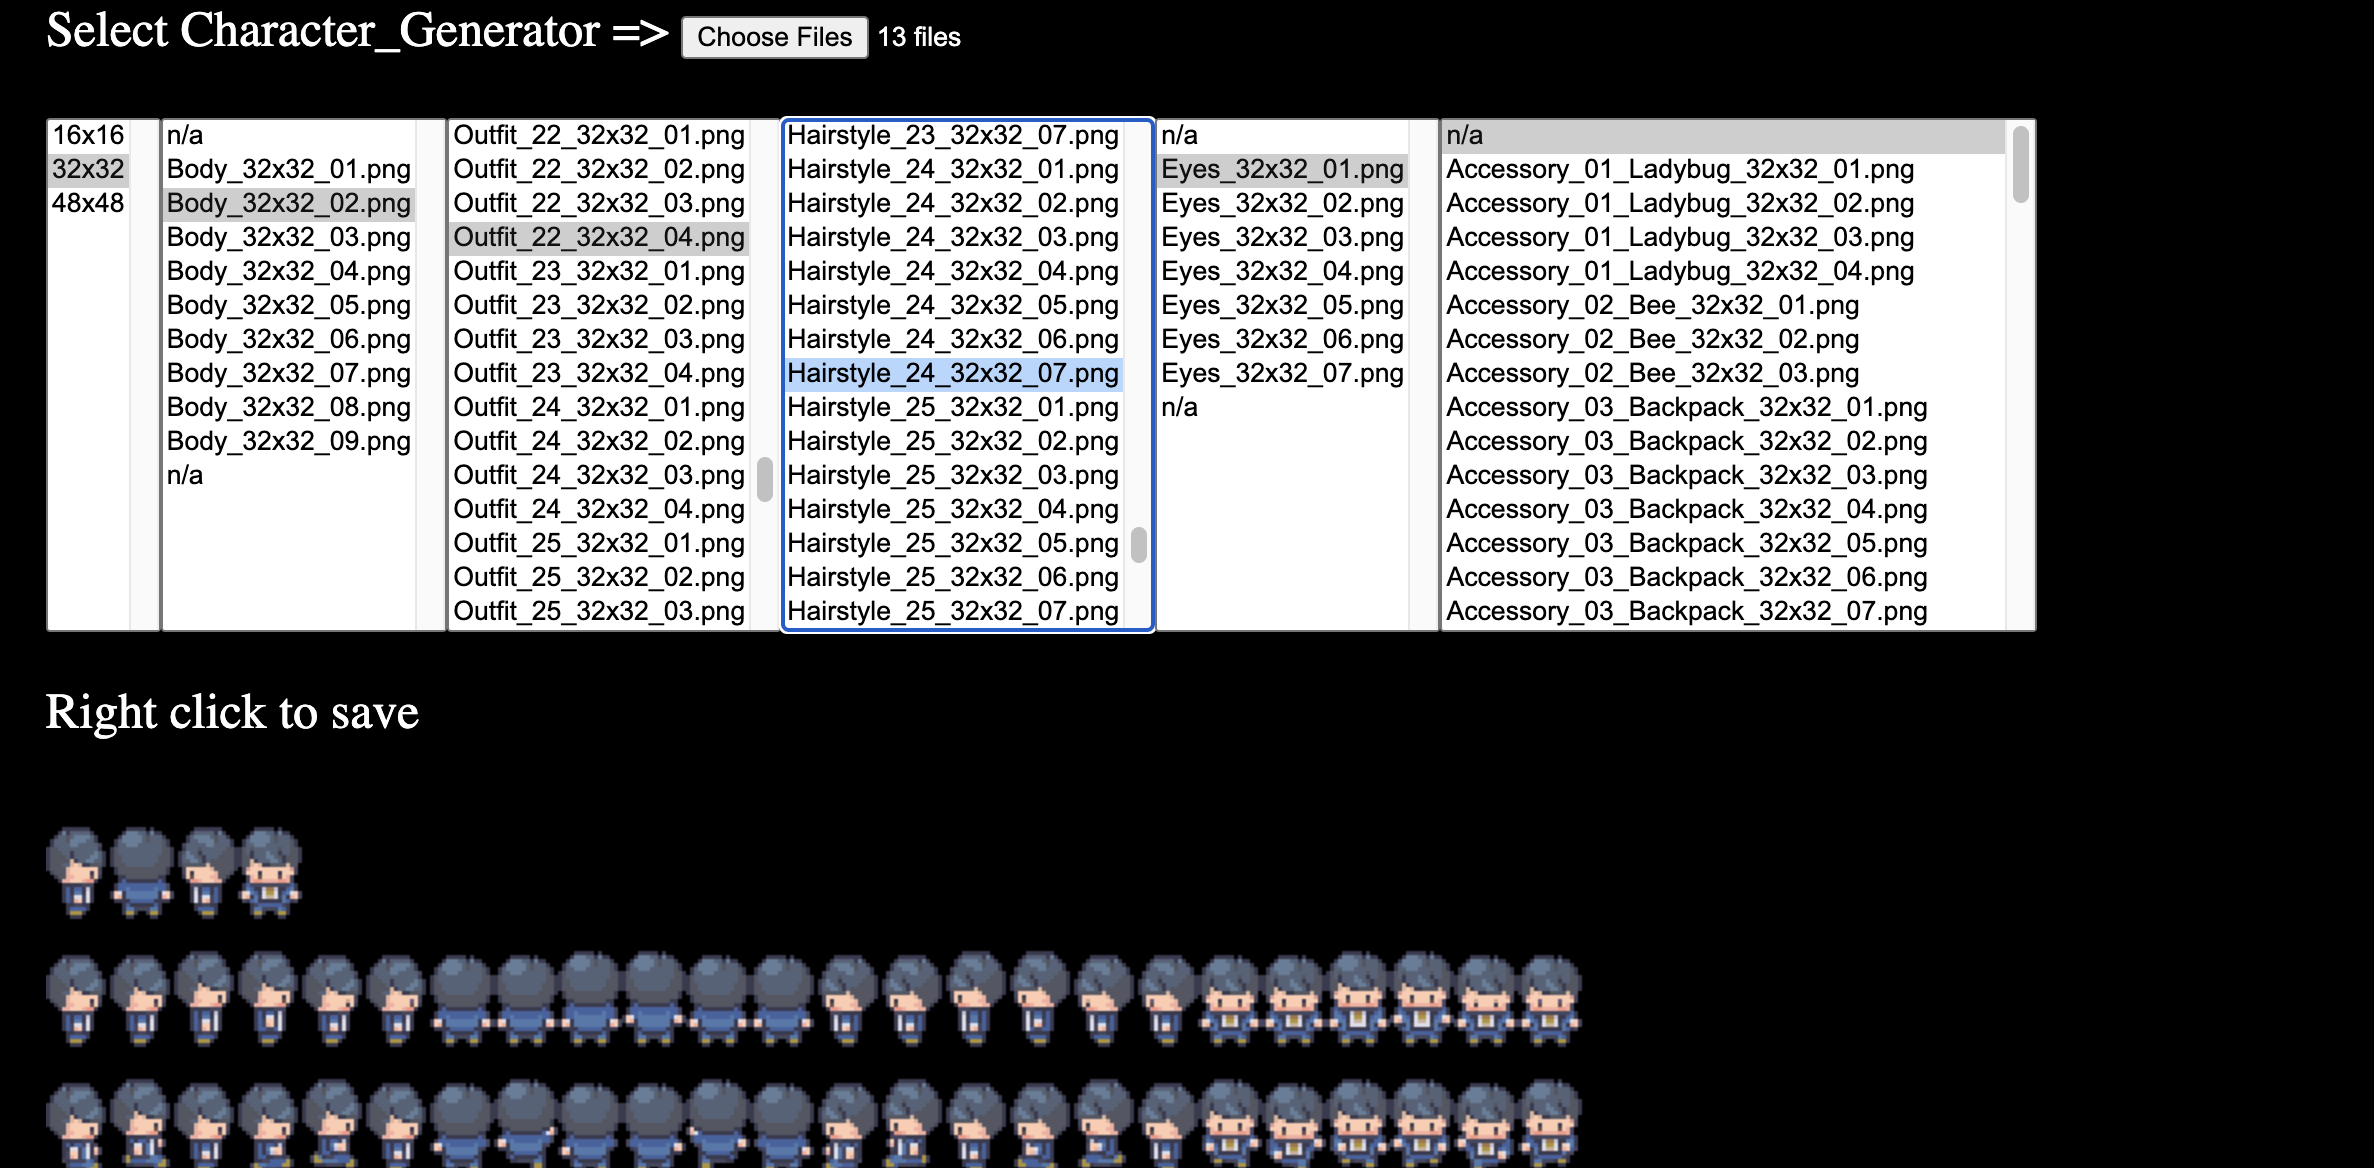 Select Character_Generator => Choose Files 13 files
16x16
32x32
48x48
n/a
Body_32x32_01.png
Body_32x32_02.png
Body_32x32_03.png
Body_32x32_04.png
Body_32x32_05.png
Body_32x32_06.png
Body_32x32_07.png
Body_32x32_08.png
Body_32x32_09.png
n/a
Outfit_22_32x32_01.png
Outfit_22_32x32_02.png
Outfit_22_32x32_03.png
Outfit_22_32x32_04.png
Outfit_23_32x32_01.png
Outfit_23_32x32_02.png
Outfit_23_32x32_03.png
Outfit_23_32x32_04.png
Outfit_24_32x32_01.png
Outfit_24_32x32_02.png
Outfit_24_32x32_03.png
Outfit_24_32x32_04.png
Outfit_25_32x32_01.png
Outfit_25_32x32_02.png
Outfit_25_32x32_03.png
Hairstyle_23_32x32_07.png
Hairstyle_24_32x32_01.png
Hairstyle_24_32x32_02.png
Hairstyle_24_32x32_03.png
Hairstyle_24_32x32_04.png
Hairstyle_24_32x32_05.png
Hairstyle_24_32x32_06.png
Hairstyle_24_32x32_07.png
Hairstyle_25_32x32_01.png
Hairstyle_25_32x32_02.png
Hairstyle_25_32x32_03.png
Hairstyle_25_32x32_04.png
Hairstyle_25_32x32_05.png
Hairstyle_25_32x32_06.png
Hairstyle_25_32x32_07.png
n/a
Eyes_32x32_01.png
Eyes_32x32_02.png
Eyes_32x32_03.png
Eyes_32x32_04.png
Eyes_32x32_05.png
Eyes_32x32_06.png
Eyes_32x32_07.png
n/a
n/a
Accessory_01_Ladybug_32x32_01.png
Accessory_01_Ladybug_32x32_02.png
Accessory_01_Ladybug_32x32_03.png
Accessory_01_Ladybug_32x32_04.png
Accessory_02_Bee_32x32_01.png
Accessory_02_Bee_32x32_02.png
Accessory_02_Bee_32x32_03.png
Accessory_03_Backpack_32x32_01.png
Accessory_03_Backpack_32x32_02.png
Accessory_03_Backpack_32x32_03.png
Accessory_03_Backpack_32x32_04.png
Accessory_03_Backpack_32x32_05.png
Accessory_03_Backpack_32x32_06.png
Accessory_03_Backpack_32x32_07.png
Right click to save